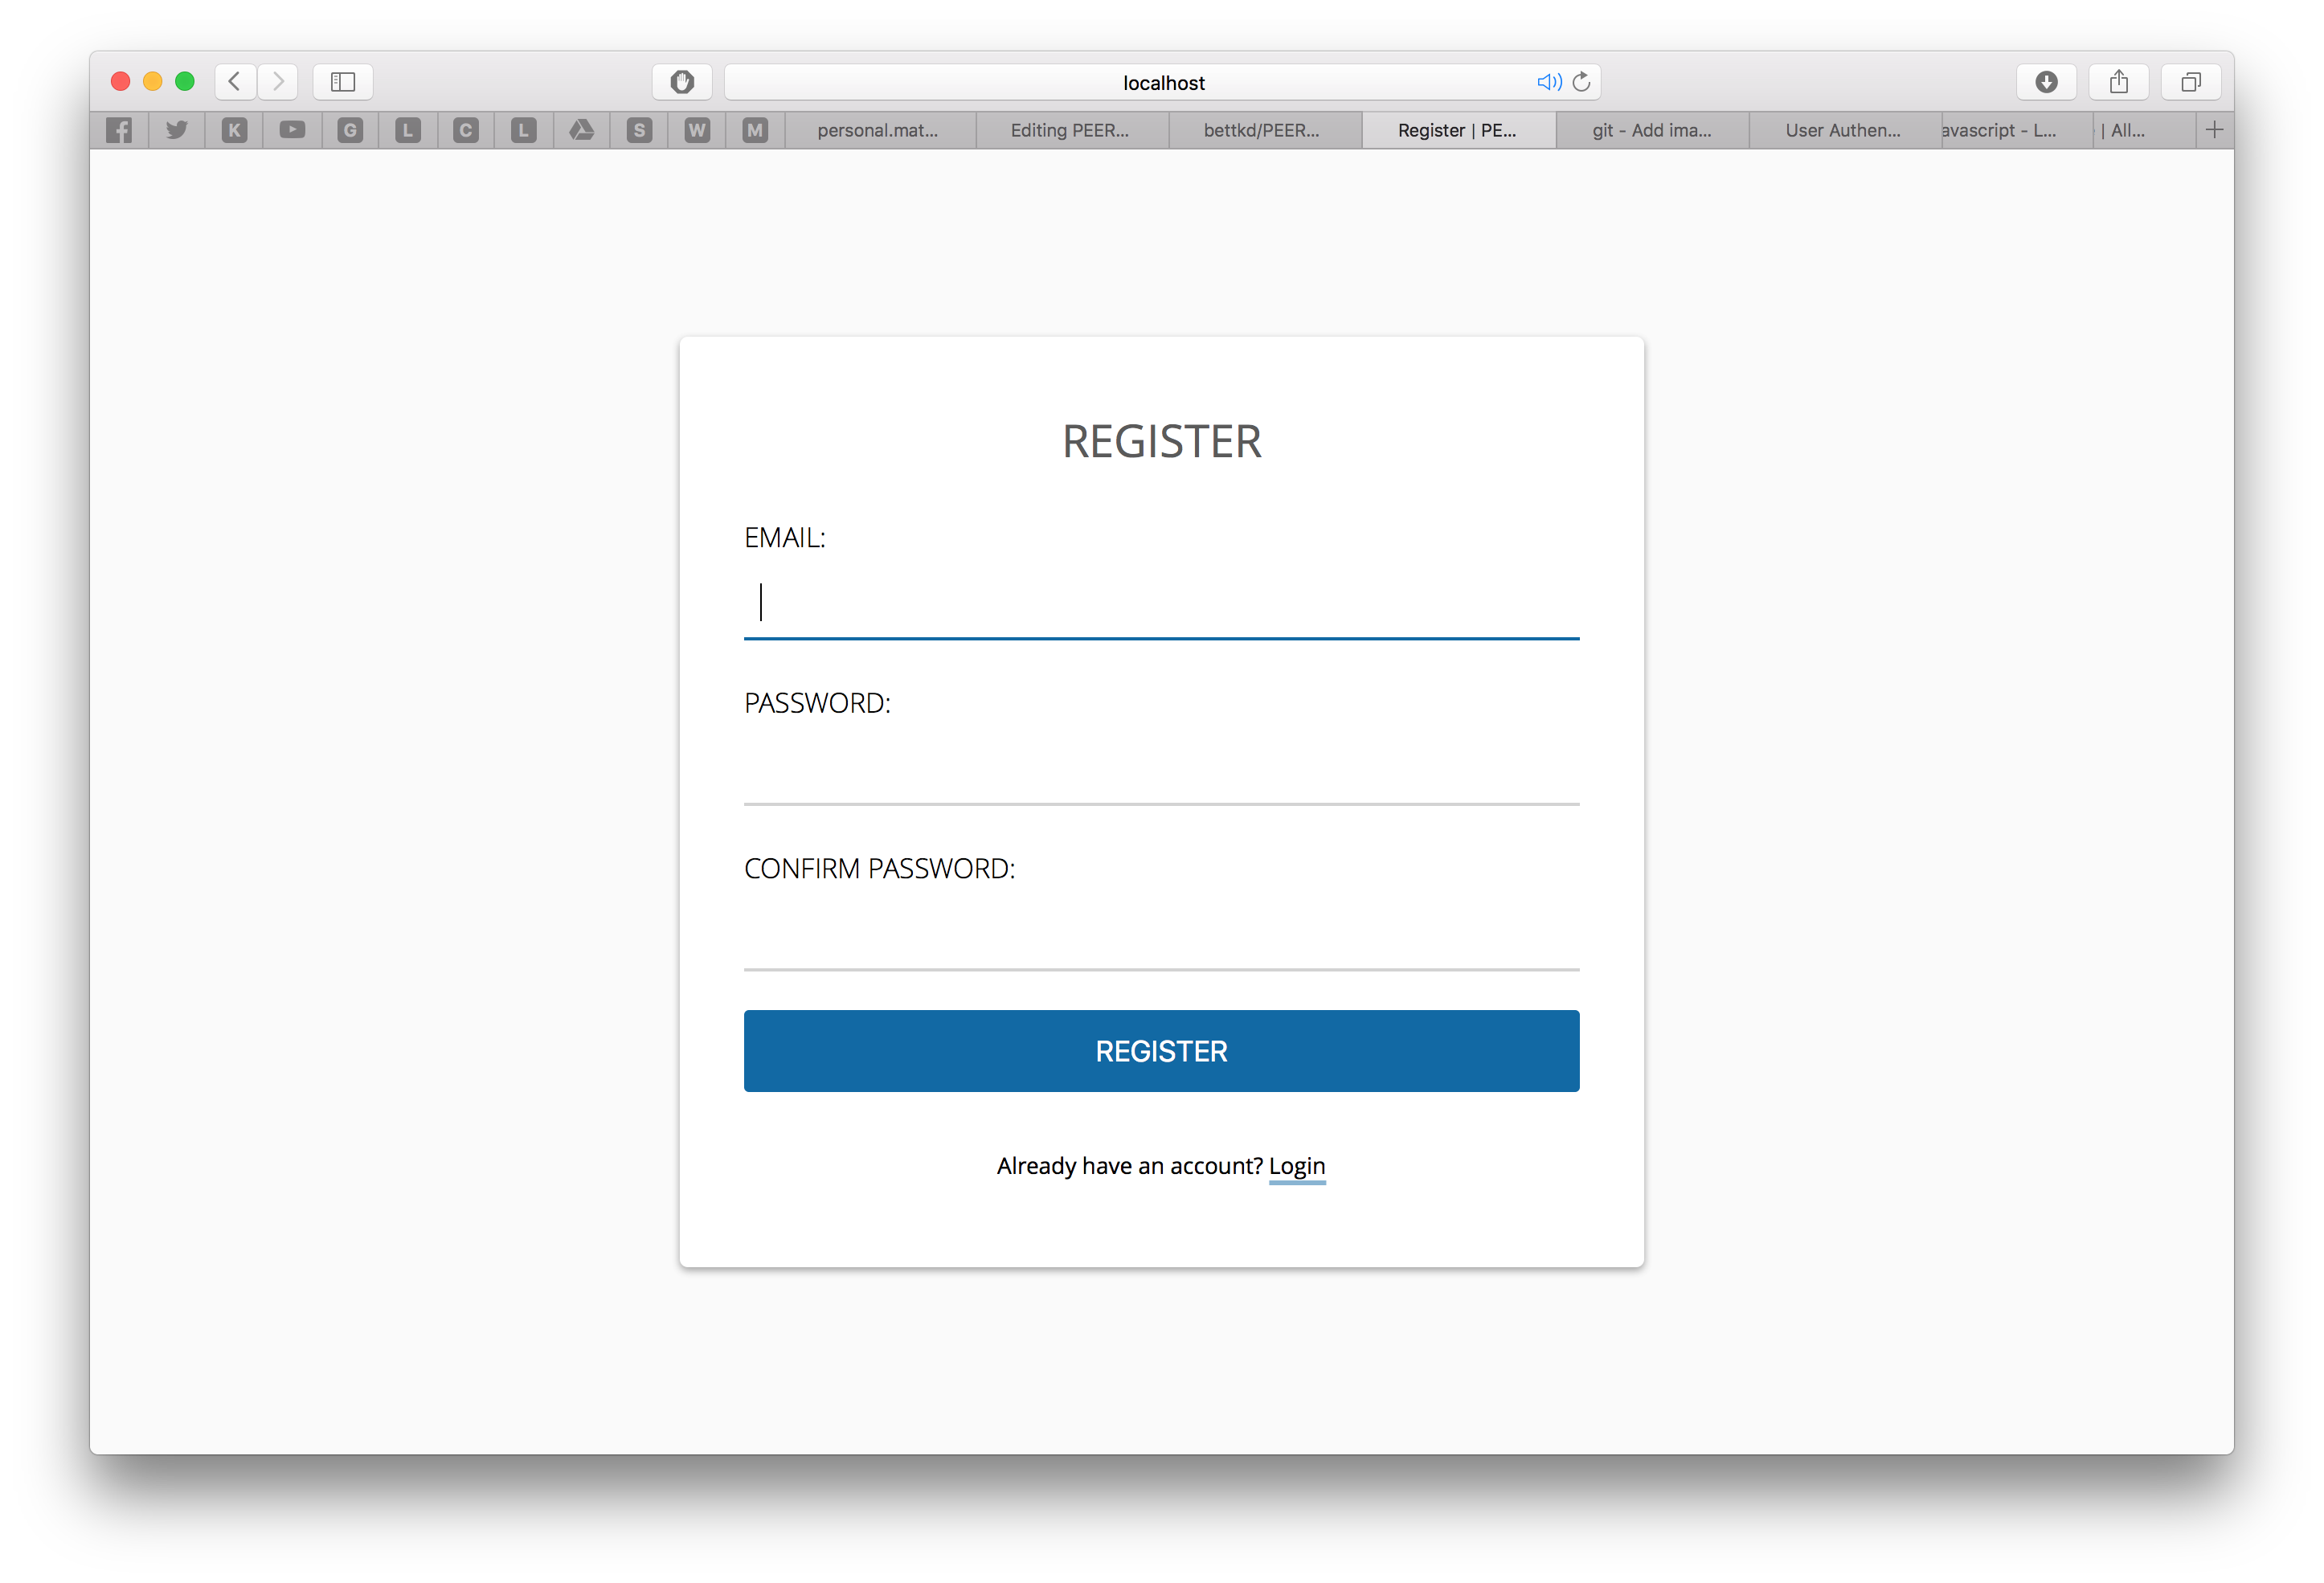 localhost
K G L C L S W M personal.mat... Editing PEER... bettkd/PEER... Register | PE... git - Add ima... User Authen... avascript - L... | All...
REGISTER
EMAIL:
PASSWORD:
CONFIRM PASSWORD:
REGISTER
Already have an account? Login